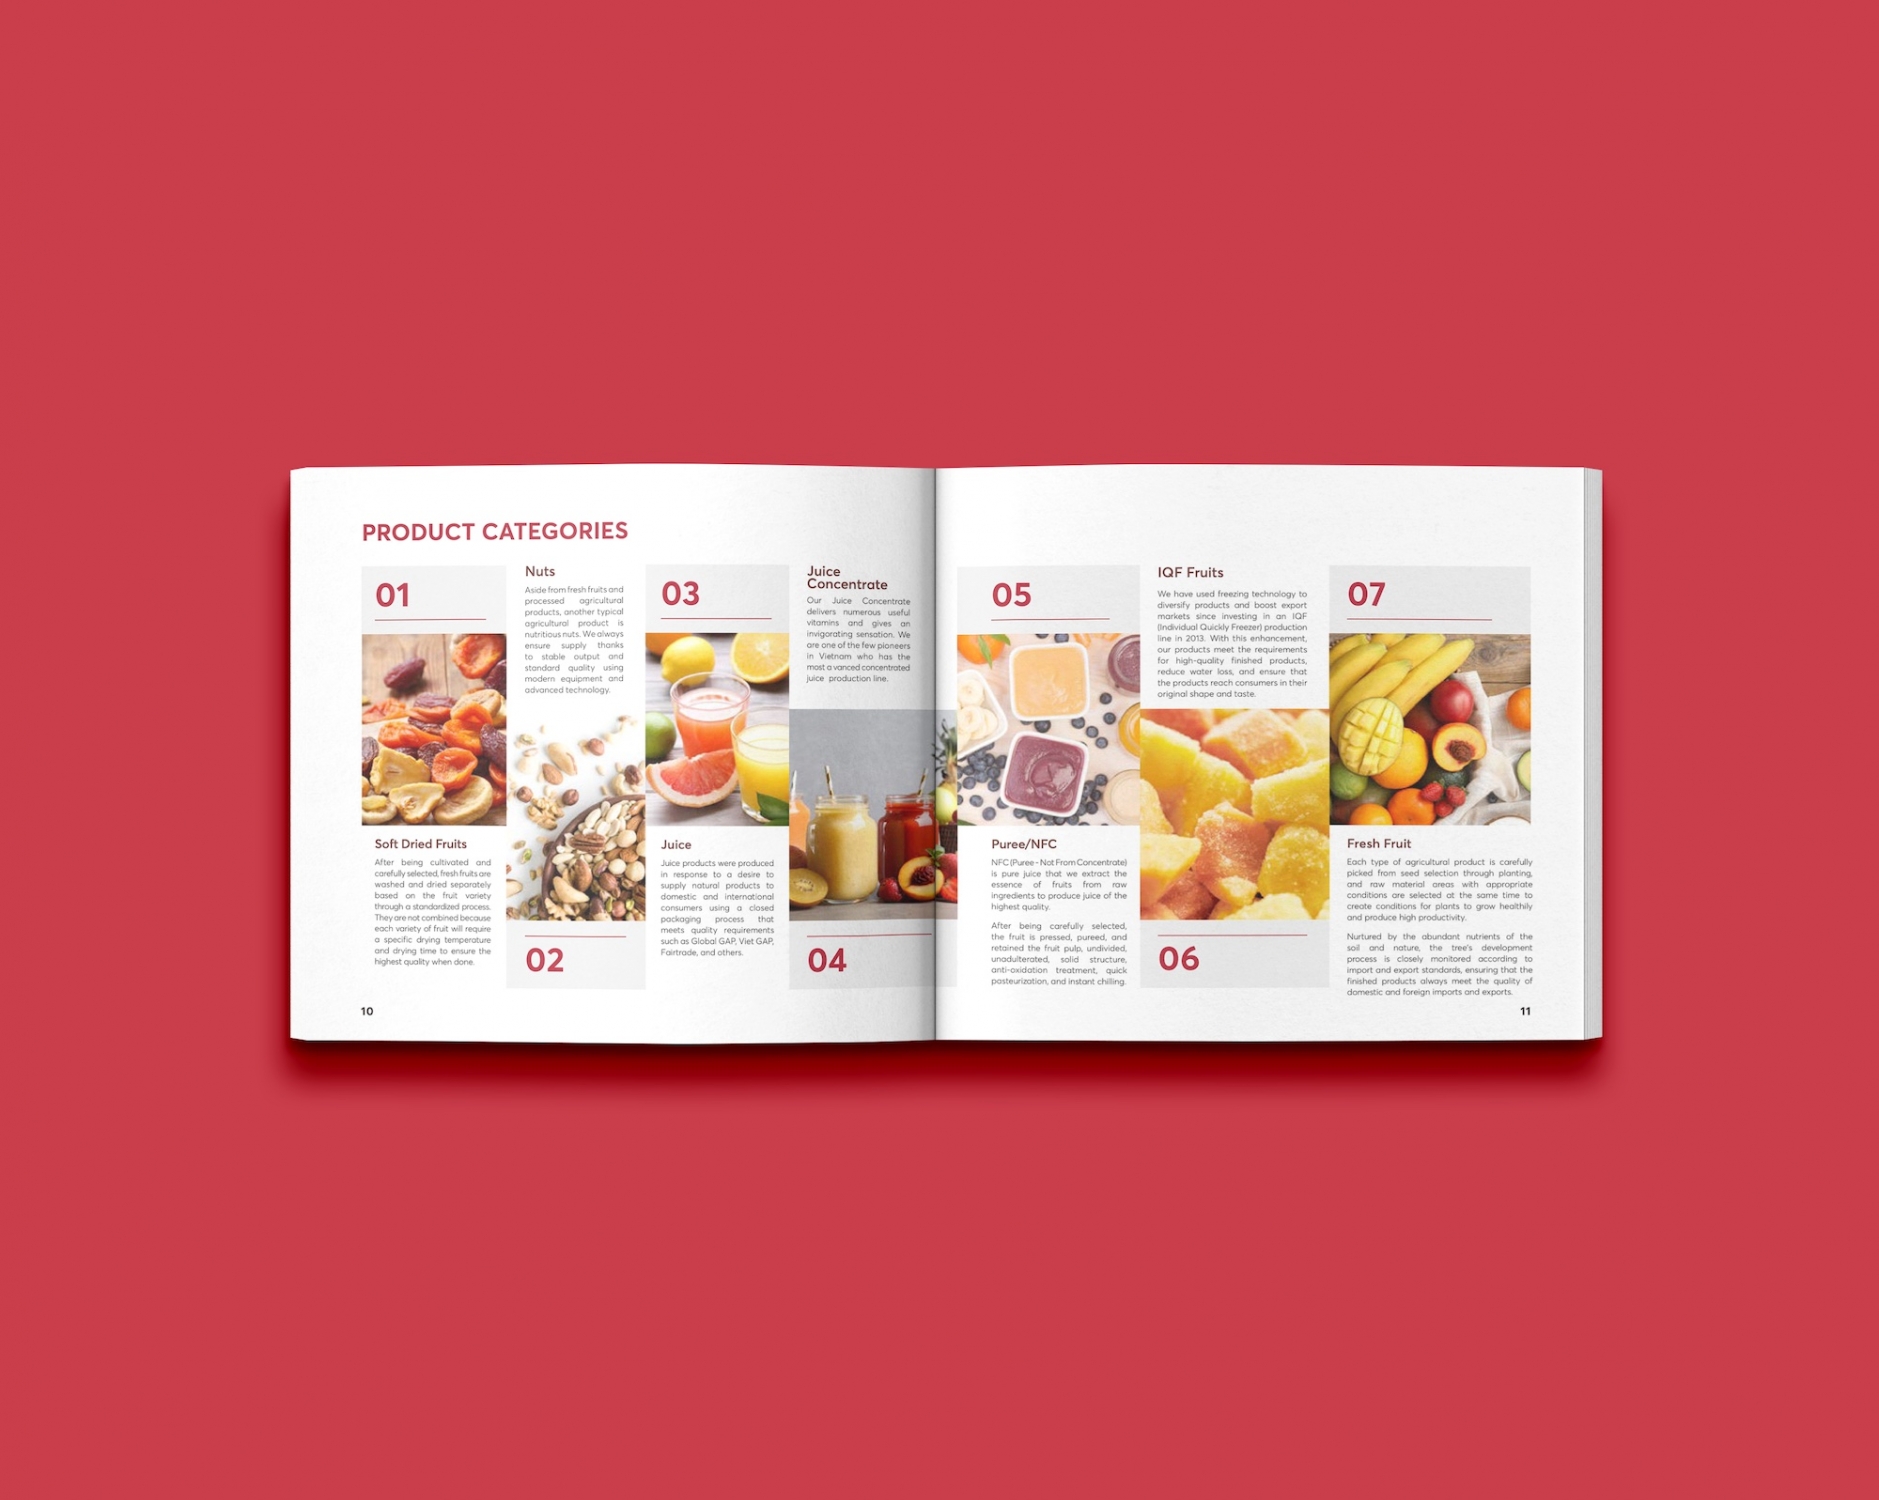 PRODUCT CATEGORIES
01
Soft Dried Fruits
After being cultivated and
carefully selected, fresh fruits are
washed and dried separately
based on the fruit variety
through a standardized process.
They are not combined because
each variety of fruit will require
a specific drying temperature
and drying time to ensure the
highest quality when done.
Nuts
Aside from fresh fruits and
processed agricultural
products, another typical
agricultural product is
nutritious nuts. We always
ensure supply thanks
to stable output and
standard quality using
modern equipment and
advanced technology.
02
03
Juice
Juice products were produced
in response to a desire to
supply natural products to
domestic and international
consumers using a closed
packaging process that
meets quality requirements
such as Global GAP, Viet GAP,
Fairtrade, and others.
Juice
Concentrate
Our Juice Concentrate
delivers numerous useful
vitamins and gives an
invigorating sensation. We
are one of the few pioneers
in Vietnam who has the
most a vanced concentrated
juice production line.
04
10
05
Puree/NFC
NFC (Puree - Not From Concentrate)
is pure juice that we extract the
essence of fruits from raw
ingredients to produce juice of the
highest quality.
After being carefully selected,
the fruit is pressed, pureed, and
retained the fruit pulp, undivided,
unadulterated, solid structure,
anti-oxidation treatment, quick
pasteurization, and instant chilling.
IQF Fruits
We have used freezing technology to
diversify products and boost export
markets since investing in an IQF
(Individual Quickly Freezer) production
line in 2013. With this enhancement,
our products meet the requirements
for high-quality finished products,
reduce water loss, and ensure that
the products reach consumers in their
original shape and taste.
06
07
Fresh Fruit
Each type of agricultural product is carefully
picked from seed selection through planting,
and raw material areas with appropriate
conditions are selected at the same time to
create conditions for plants to grow healthily
and produce high productivity.
Nurtured by the abundant nutrients of the
soil and nature, the tree's development
process is closely monitored according to
import and export standards, ensuring that the
finished products always meet the quality of
domestic and foreign imports and exports.
11